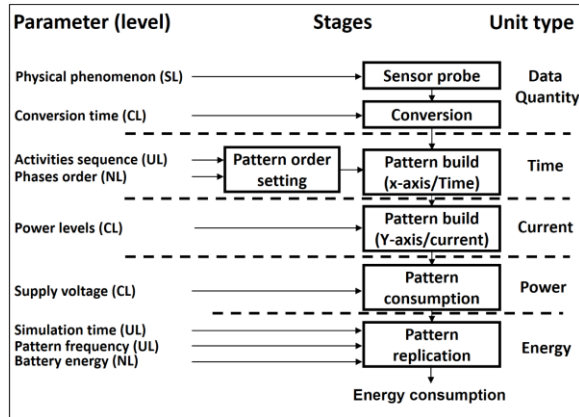 Parameter (level) Stages Unit type
Physical phenomenon (SL) Sensor probe Data
Quantity
Conversion time (CL) Conversion
Activities sequence (UL) Pattern order Pattern build Time
Phases order (NL) setting (x-axis/Time)
Power levels (CL) Pattern build Current
(Y-axis/current)
Supply voltage (CL) Pattern Power
consumption
Simulation time (UL)
Pattern frequency (UL) Pattern Energy
Battery energy (NL) replication
Energy consumption